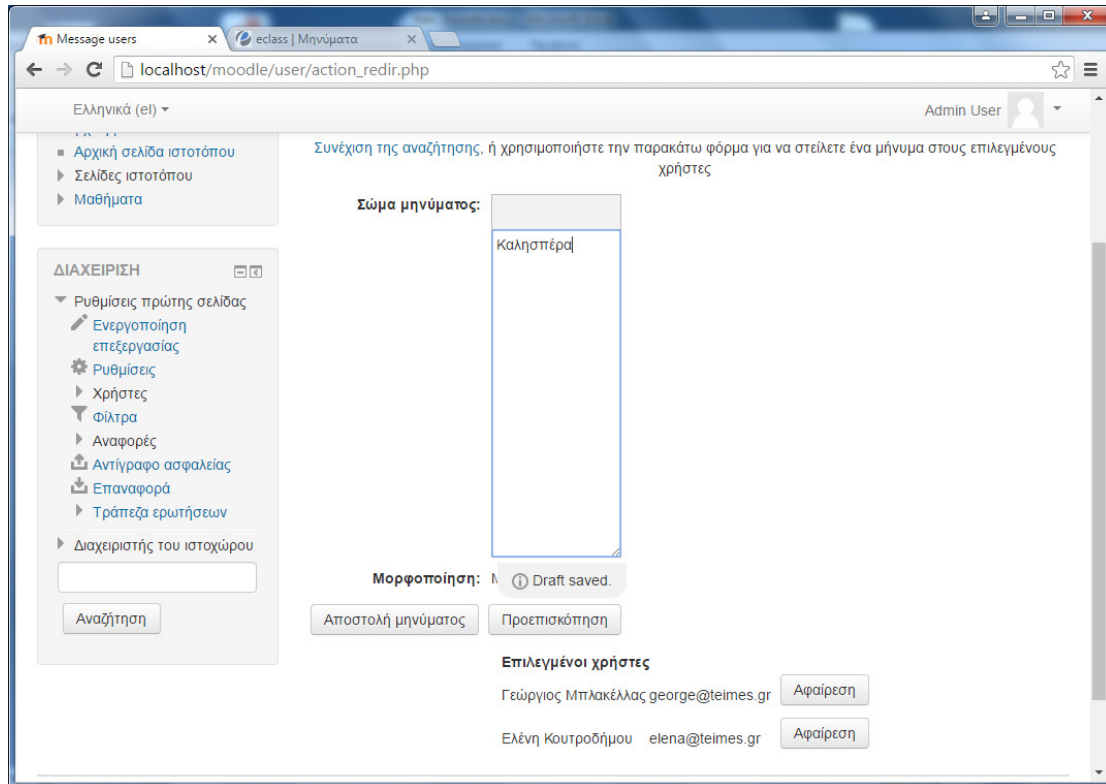 Message users
eclass | Μηνύματα
localhost/moodle/user/action_redir.php
Ελληνικά (el)
Admin User
Αρχική σελίδα ιστοτόπου
Σελίδες ιστοτόπου
Μαθήματα
ΔΙΑΧΕΙΡΙΣΗ
Ρυθμίσεις πρώτης σελίδας
Ενεργοποίηση
επεξεργασίας
Ρυθμίσεις
Χρήστες
Φίλτρα
Αναφορές
Αντίγραφο ασφαλείας
Επαναφορά
Τράπεζα ερωτήσεων
Διαχειριστής του ιστοχώρου
Αναζήτηση
Συνέχιση της αναζήτησης, ή χρησιμοποιήστε την παρακάτω φόρμα για να στείλετε ένα μήνυμα στους επιλεγμένους
χρήστες
Σώμα μηνύματος:
Καλησπέρα
Μορφοποίηση:
Draft saved.
Αποστολή μηνύματος Προεπισκόπηση
Επιλεγμένοι χρήστες
Γεώργιος Μπλακέλλας george@teimes.gr Αφαίρεση
Ελένη Κουτροδήμου elena@teimes.gr Αφαίρεση